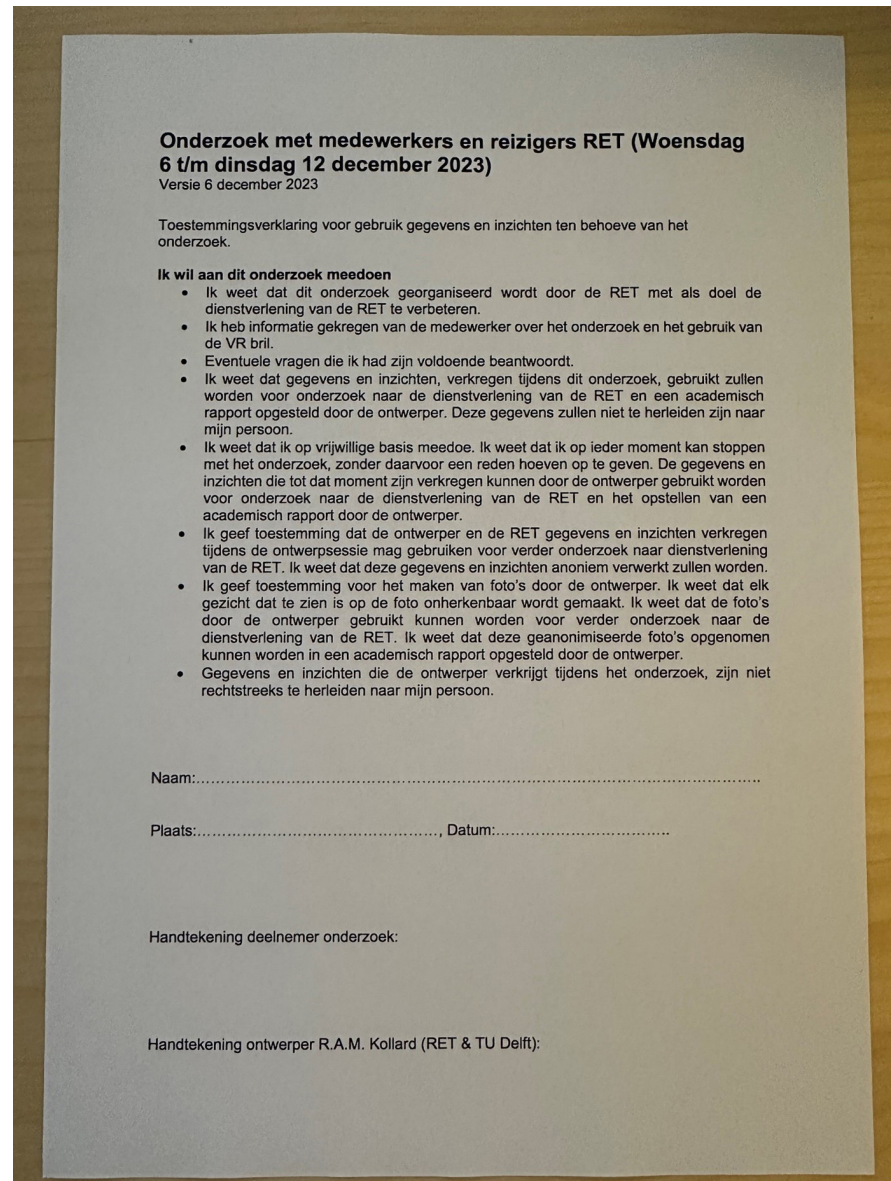 Onderzoek met medewerkers en reizigers RET (Woensdag
6 t/m dinsdag 12 december 2023)
Versie 6 december 2023
Toestemmingsverklaring voor gebruik gegevens en inzichten ten behoeve van het
onderzoek.
Ik wil aan dit onderzoek meedoen
• Ik weet dat dit onderzoek georganiseerd wordt door de RET met als doel de
dienstverlening van de RET te verbeteren.
• Ik heb informatie gekregen van de medewerker over het onderzoek en het gebruik van
de VR bril.
• Eventuele vragen die ik had zijn voldoende beantwoordt.
• Ik weet dat gegevens en inzichten, verkregen tijdens dit onderzoek, gebruikt zullen
worden voor onderzoek naar de dienstverlening van de RET en een academisch
rapport opgesteld door de ontwerper. Deze gegevens zullen niet te herleiden zijn naar
mijn persoon.
• Ik weet dat ik op vrijwillige basis meedoe. Ik weet dat ik op ieder moment kan stoppen
met het onderzoek, zonder daarvoor een reden hoeven op te geven. De gegevens en
inzichten die tot dat moment zijn verkregen kunnen door de ontwerper gebruikt worden
voor onderzoek naar de dienstverlening van de RET en het opstellen van een
academisch rapport door de ontwerper.
• Ik geef toestemming dat de ontwerper en de RET gegevens en inzichten verkregen
tijdens de ontwerpsessie mag gebruiken voor verder onderzoek naar dienstverlening
van de RET. Ik weet dat deze gegevens en inzichten anoniem verwerkt zullen worden.
• Ik geef toestemming voor het maken van foto's door de ontwerper. Ik weet dat elk
gezicht dat te zien is op de foto onherkenbaar wordt gemaakt. Ik weet dat de foto's
door de ontwerper gebruikt kunnen worden voor verder onderzoek naar de
dienstverlening van de RET. Ik weet dat deze geanonimiseerde foto's opgenomen
kunnen worden in een academisch rapport opgesteld door de ontwerper.
• Gegevens en inzichten die de ontwerper verkrijgt tijdens het onderzoek, zijn niet
rechtstreeks te herleiden naar mijn persoon.
Naam:..........................................................................................................................
Plaats:...................................................., Datum:.....................................
Handtekening deelnemer onderzoek:
Handtekening ontwerper R.A.M. Kollard (RET & TU Delft):